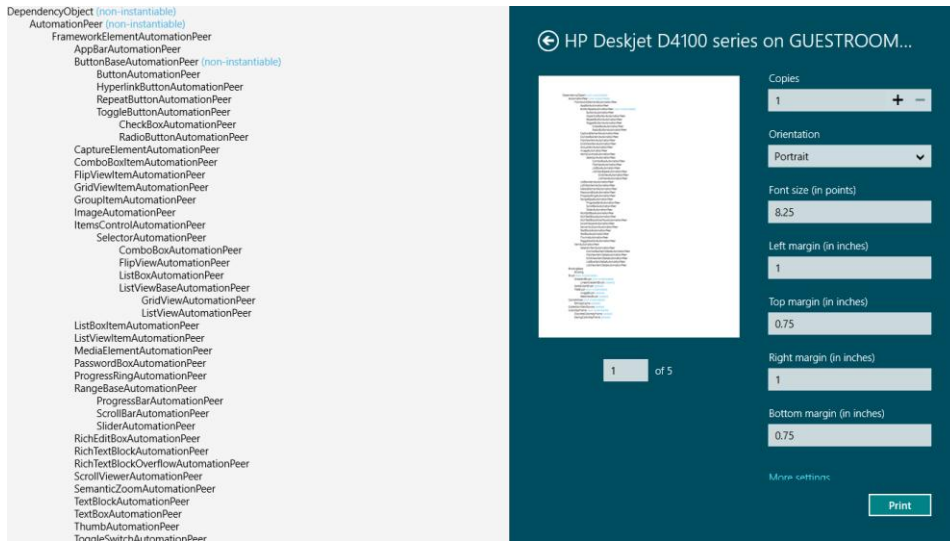 DependencyObject (non-instantiable)
AutomationPeer (non-instantiable)
FrameworkElementAutomationPeer
AppBarAutomationPeer
ButtonBaseAutomationPeer (non-instantiable)
ButtonAutomationPeer
HyperlinkButtonAutomationPeer
RepeatButtonAutomationPeer
ToggleButtonAutomationPeer
CheckBoxAutomationPeer
RadioButtonAutomationPeer
CaptureElementAutomationPeer
ComboBoxItemAutomationPeer
FlipViewItemAutomationPeer
GridViewItemAutomationPeer
GroupItemAutomationPeer
ImageAutomationPeer
ItemsControlAutomationPeer
SelectorAutomationPeer
ComboBoxAutomationPeer
FlipViewAutomationPeer
ListBoxAutomationPeer
ListViewBaseAutomationPeer
GridViewAutomationPeer
ListViewAutomationPeer
ListBoxItemAutomationPeer
ListViewItemAutomationPeer
MediaElementAutomationPeer
PasswordBoxAutomationPeer
ProgressRingAutomationPeer
RangeBaseAutomationPeer
ProgressBarAutomationPeer
ScrollBarAutomationPeer
SliderAutomationPeer
RichEditBoxAutomationPeer
RichTextBlockAutomationPeer
RichTextBlockOverflowAutomationPeer
ScrollViewerAutomationPeer
SemanticZoomAutomationPeer
TextBlockAutomationPeer
TextBoxAutomationPeer
ThumbAutomationPeer
ToggleSwitchAutomationPeer
HP Deskjet D4100 series on GUESTROOM...
1 of 5
Copies
1
Orientation
Portrait
Font size (in points)
8.25
Left margin (in inches)
1
Top margin (in inches)
0.75
Right margin (in inches)
1
Bottom margin (in inches)
0.75
More settings
Print